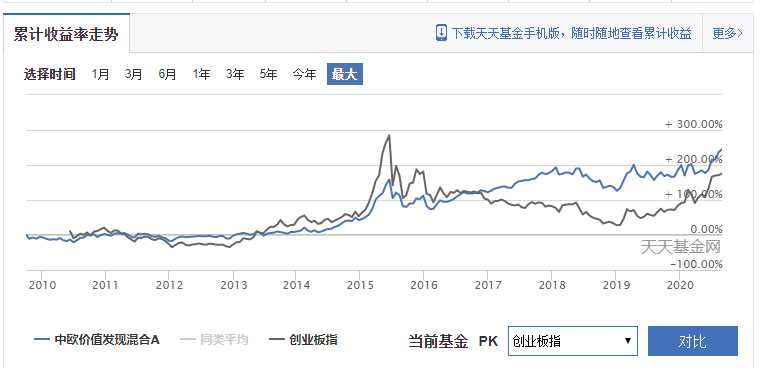 累计收益率走势
下载天天基金手机版，随时随地查看累计收益 更多>
选择时间 1月 3月 6月 1年 3年 5年 今年 最大
+ 300.00%
+ 200.00%
+ 100.00%
0.00%
-100.00%
天天基金网
2010 2011 2012 2013 2014 2015 2016 2017 2018 2019 2020
中欧价值发现混合A 同类平均 创业板指 当前基金 PK 创业板指 对比